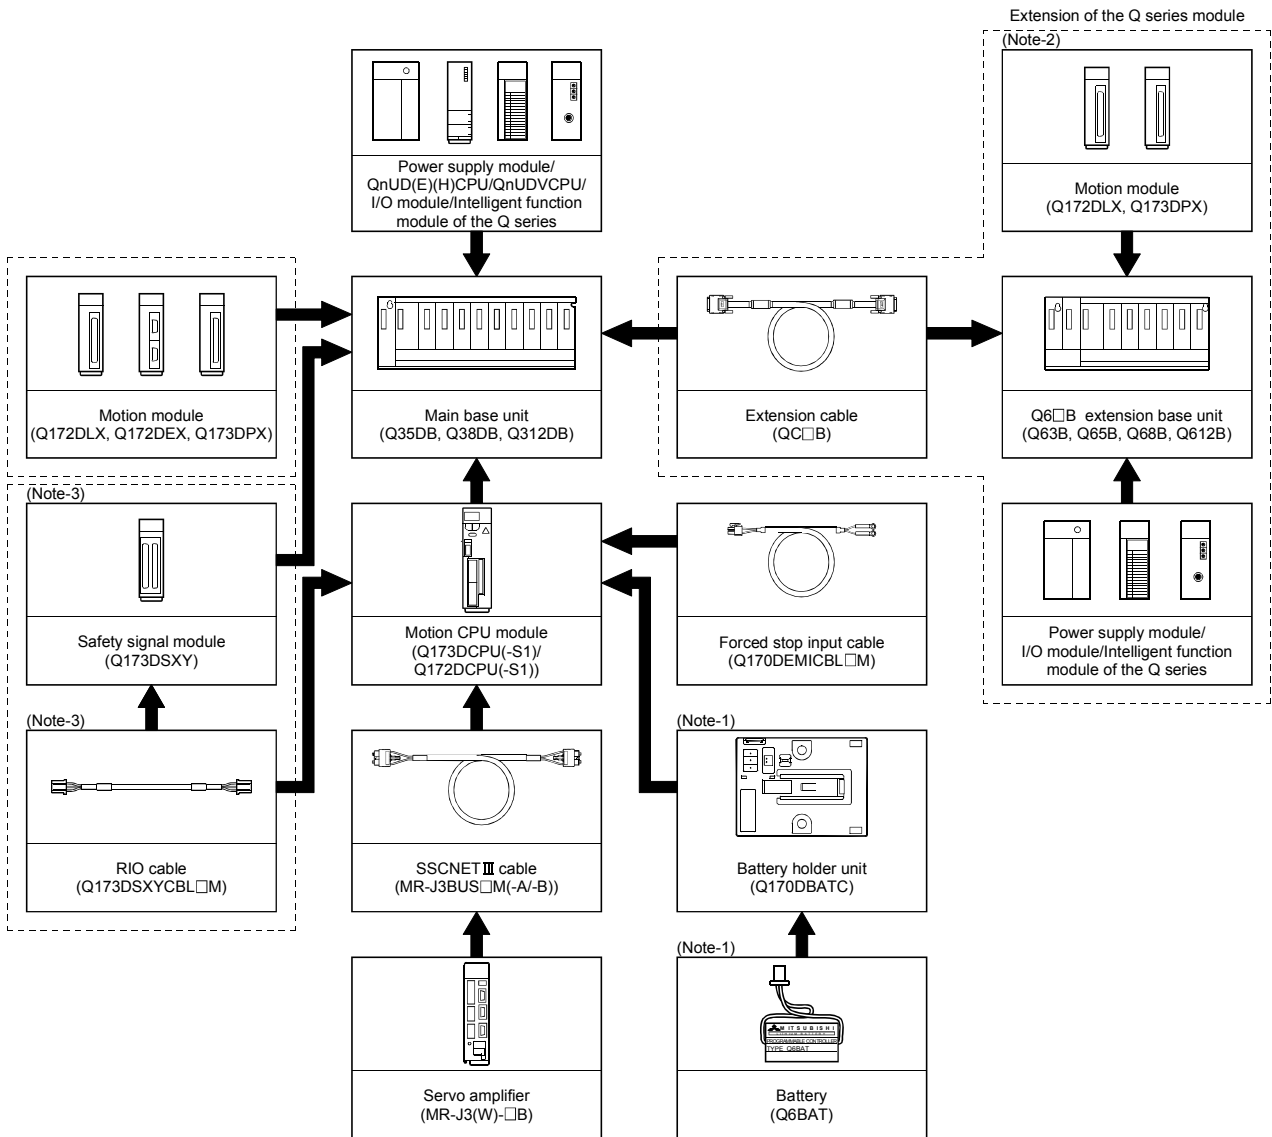 Extension of the Q series module
(Note-2)
Power supply module/
QnUD(E)(H)CPU/QnUDVCPU/
I/O module/Intelligent function
module of the Q series
Motion module
(Q172DLX, Q173DPX)
Motion module
(Q172DLX, Q172DEX, Q173DPX)
Main base unit
(Q35DB, Q38DB, Q312DB)
Extension cable
(QC□B)
Q6□B extension base unit
(Q63B, Q65B, Q68B, Q612B)
(Note-3)
Safety signal module
(Q173DSXY)
Motion CPU module
(Q173DCPU(-S1)/
Q172DCPU(-S1))
Forced stop input cable
(Q170DEMICBL□M)
Power supply module/
I/O module/Intelligent function
module of the Q series
(Note-3)
RIO cable
(Q173DSXYCBL□M)
SSCNETⅢ cable
(MR-J3BUS□M(-A/-B))
(Note-1)
Battery holder unit
(Q170DBATC)
Servo amplifier
(MR-J3(W)-□B)
(Note-1)
MITSUBISHI
PROGRAMMABLE CONTROLLER
TYPE Q6BAT
Battery
(Q6BAT)